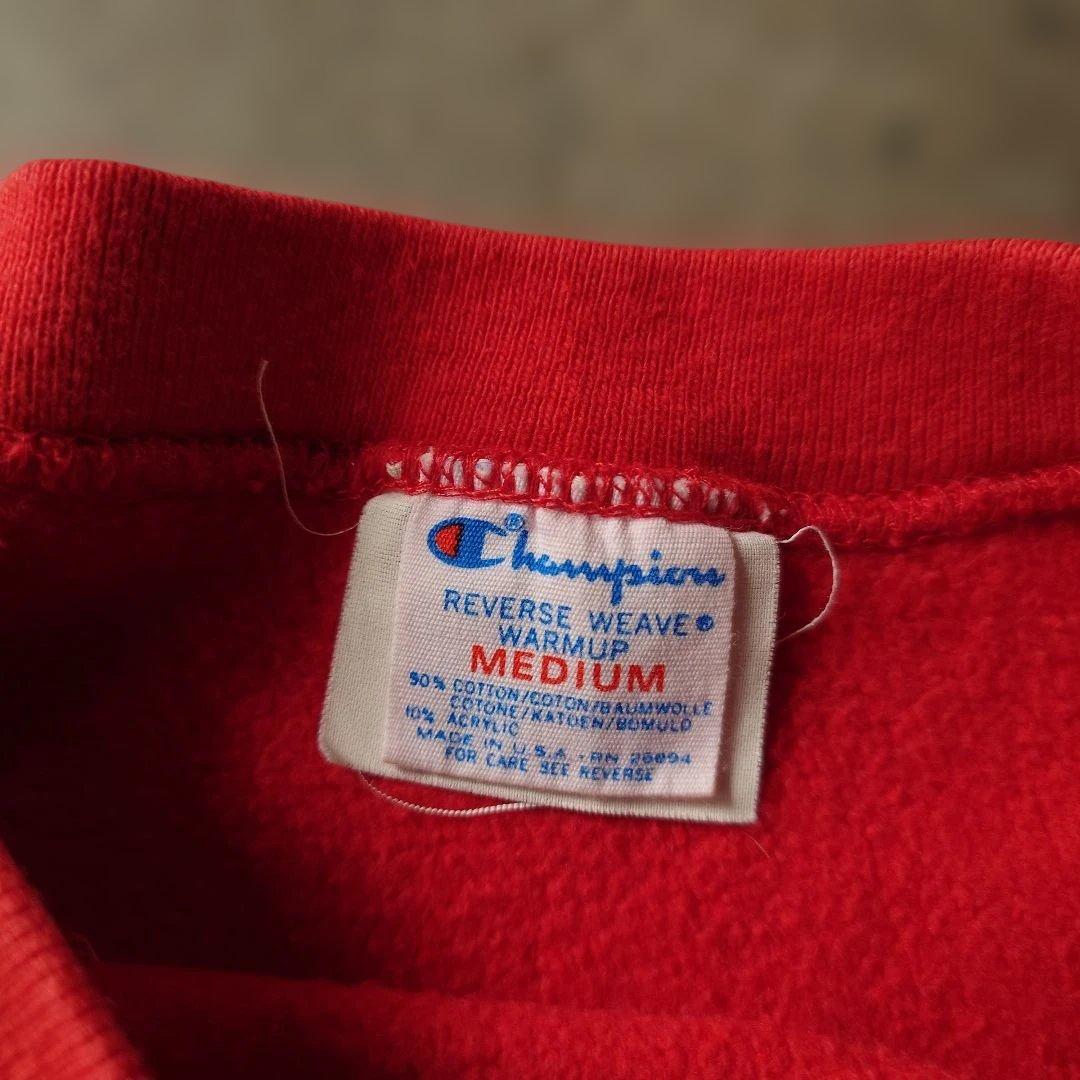 Champion®
REVERSE WEAVE®
WARMUP
MEDIUM
90% COTTON/COTON/BAUMWOLLE
COTONE/KATOEN/BOMULD
10% ACRYLIC
MADE IN U.S.A. - RN 26094
FOR CARE SEE REVERSE